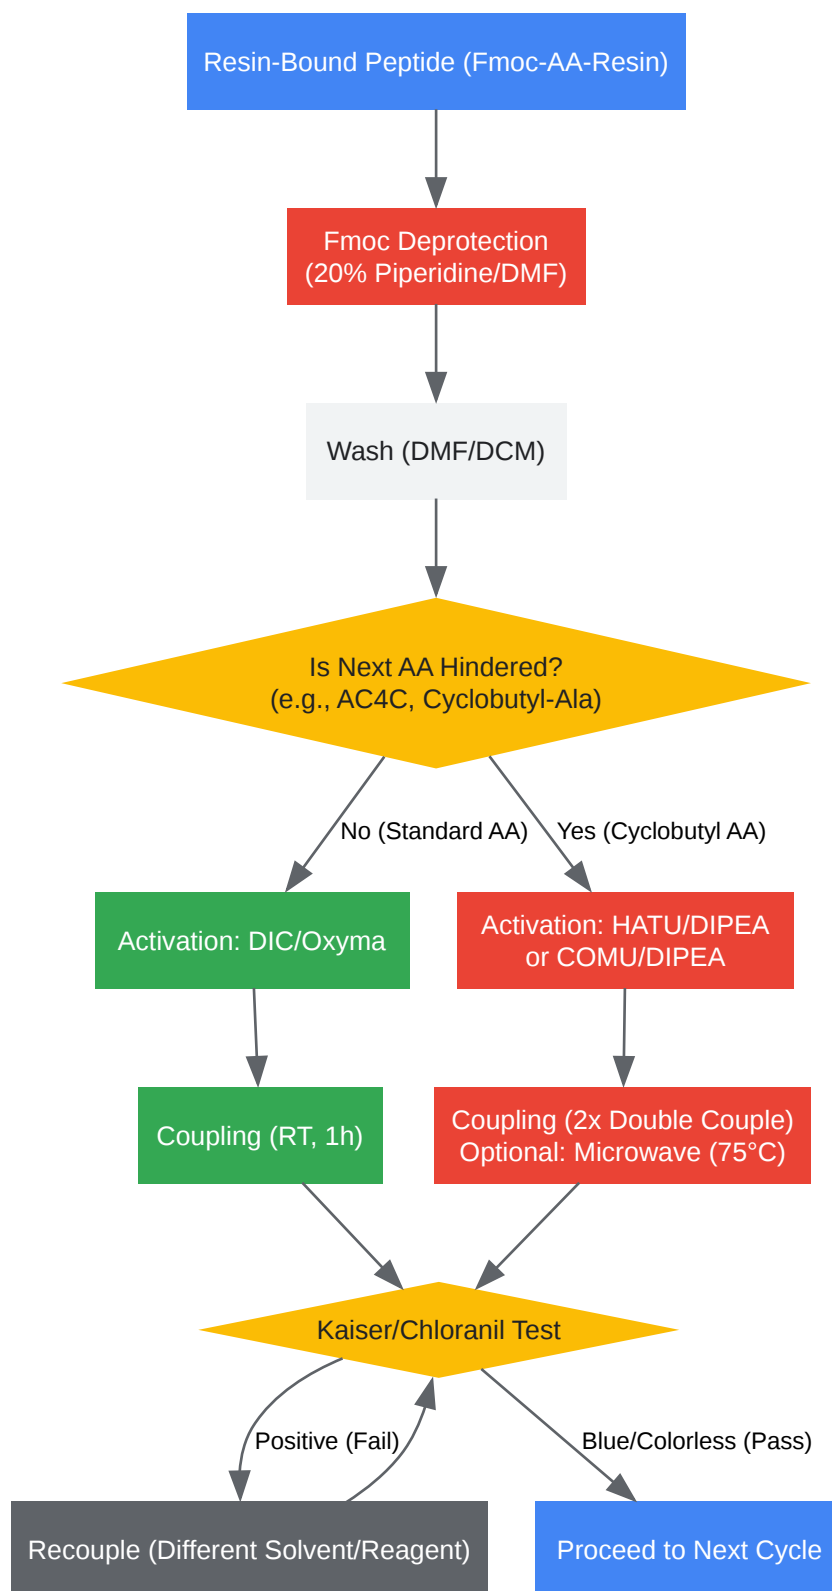 Resin-Bound Peptide (Fmoc-AA-Resin)
Fmoc Deprotection
(20% Piperidine/DMF)
Wash (DMF/DCM)
Is Next AA Hindered?
(e.g., AC4C, Cyclobutyl-Ala)
No (Standard AA)
Yes (Cyclobutyl AA)
Activation: DIC/Oxyma
Activation: HATU/DIPEA
or COMU/DIPEA
Coupling (RT, 1h)
Coupling (2x Double Couple)
Optional: Microwave (75°C)
Kaiser/Chloranil Test
Positive (Fail)
Blue/Colorless (Pass)
Recouple (Different Solvent/Reagent)
Proceed to Next Cycle